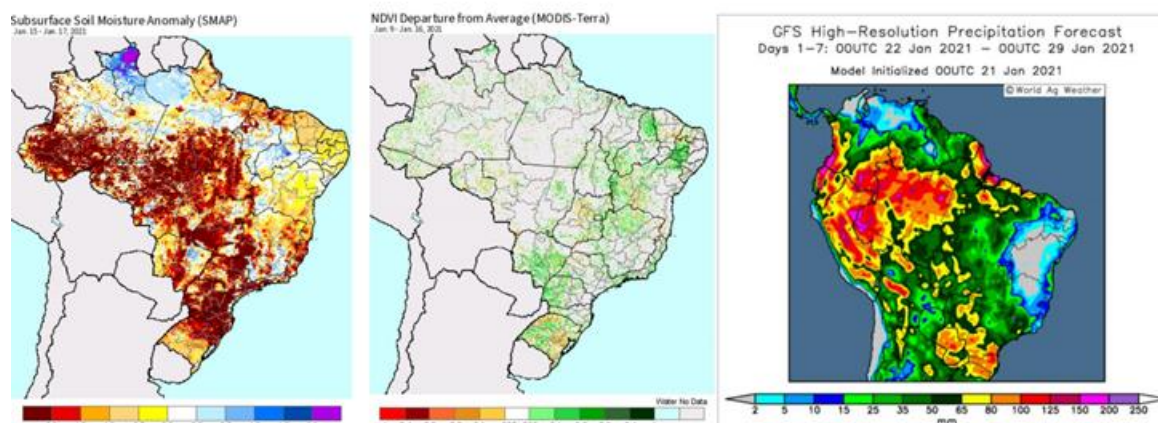 Subsurface Soil Moisture Anomaly (SMAP)
Jan. 15 - Jan. 17, 2021
NDVI Departure from Average (MODIS-Terra)
Jan. 9 - Jan. 16, 2021
Water No Data
GFS High-Resolution Precipitation Forecast
Days 1-7: 00UTC 22 Jan 2021 – 00UTC 29 Jan 2021
Model Initialized 00UTC 21 Jan 2021
© World Ag Weather
2 5 10 15 25 35 50 65 80 100 125 150 200 250
mm